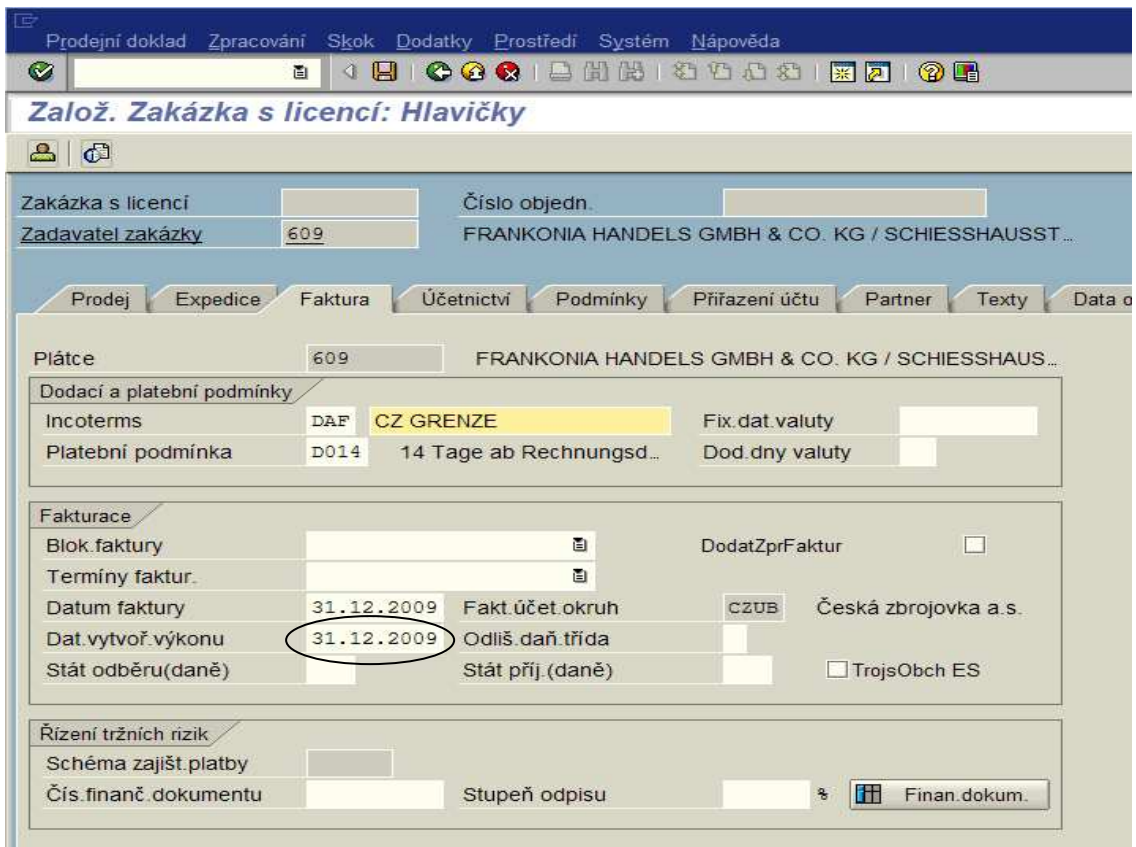 Prodejní doklad Zpracování Skok Dodatky Prostředí Systém Nápověda
Založ. Zakázka s licencí: Hlavičky
Zakázka s licencí Číslo objedn.
Zadavatel zakázky 609 FRANKONIA HANDELS GMBH & CO. KG / SCHIESSHAUSST…
Prodej Expedice Faktura Účetnictví Podmínky Přiřazení účtu Partner Texty Data o
Plátce 609 FRANKONIA HANDELS GMBH & CO. KG / SCHIESSHAUS…
Dodací a platební podmínky
Incoterms DAF CZ GRENZE Fix.dat.valuty
Platební podmínka D014 14 Tage ab Rechnungsd… Dod.dny valuty
Fakturace
Blok.faktury DodatZprFaktur
Termíny faktur.
Datum faktury 31.12.2009 Fakt.účet.okruh CZUB Česká zbrojovka a.s.
Dat.vytvoř.výkonu 31.12.2009 Odliš.daň.třída
Stát odběru(daně) Stát příj.(daně) TrojsObch ES
Řízení tržních rizik
Schéma zajišt.platby
Čís.finanč.dokumentu Stupeň odpisu % Finan.dokum.